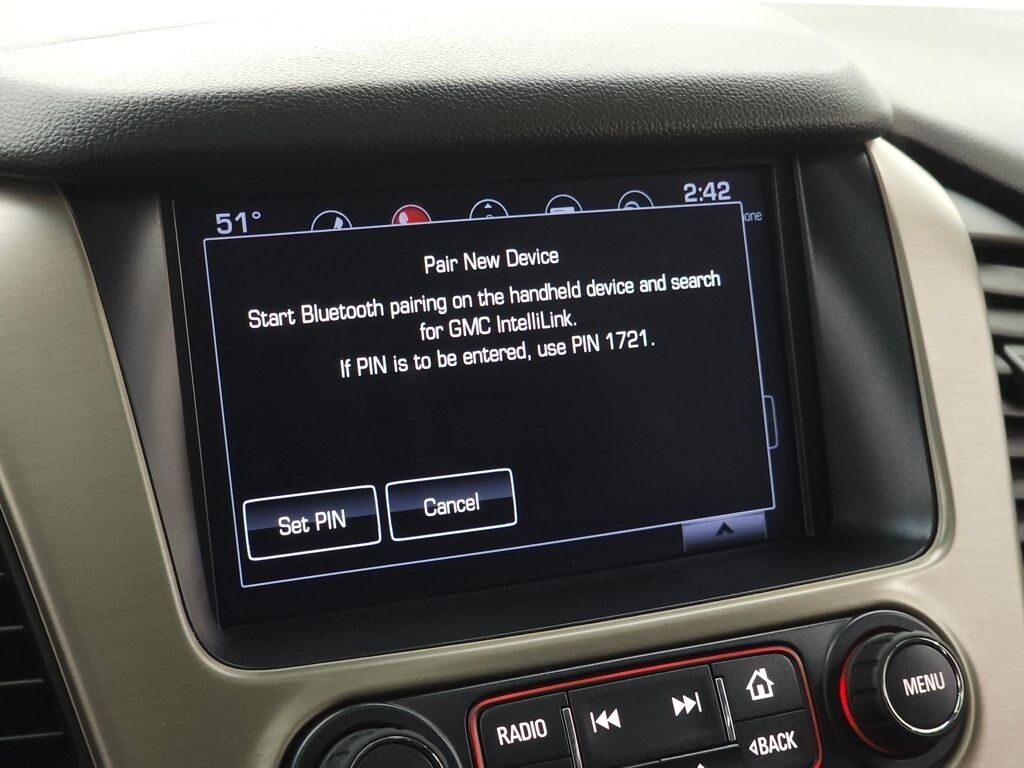 51° 2:42
one
Pair New Device
Start Bluetooth pairing on the handheld device and search
for GMC IntelliLink.
If PIN is to be entered, use PIN 1721.
Set PIN Cancel
RADIO
MENU
BACK